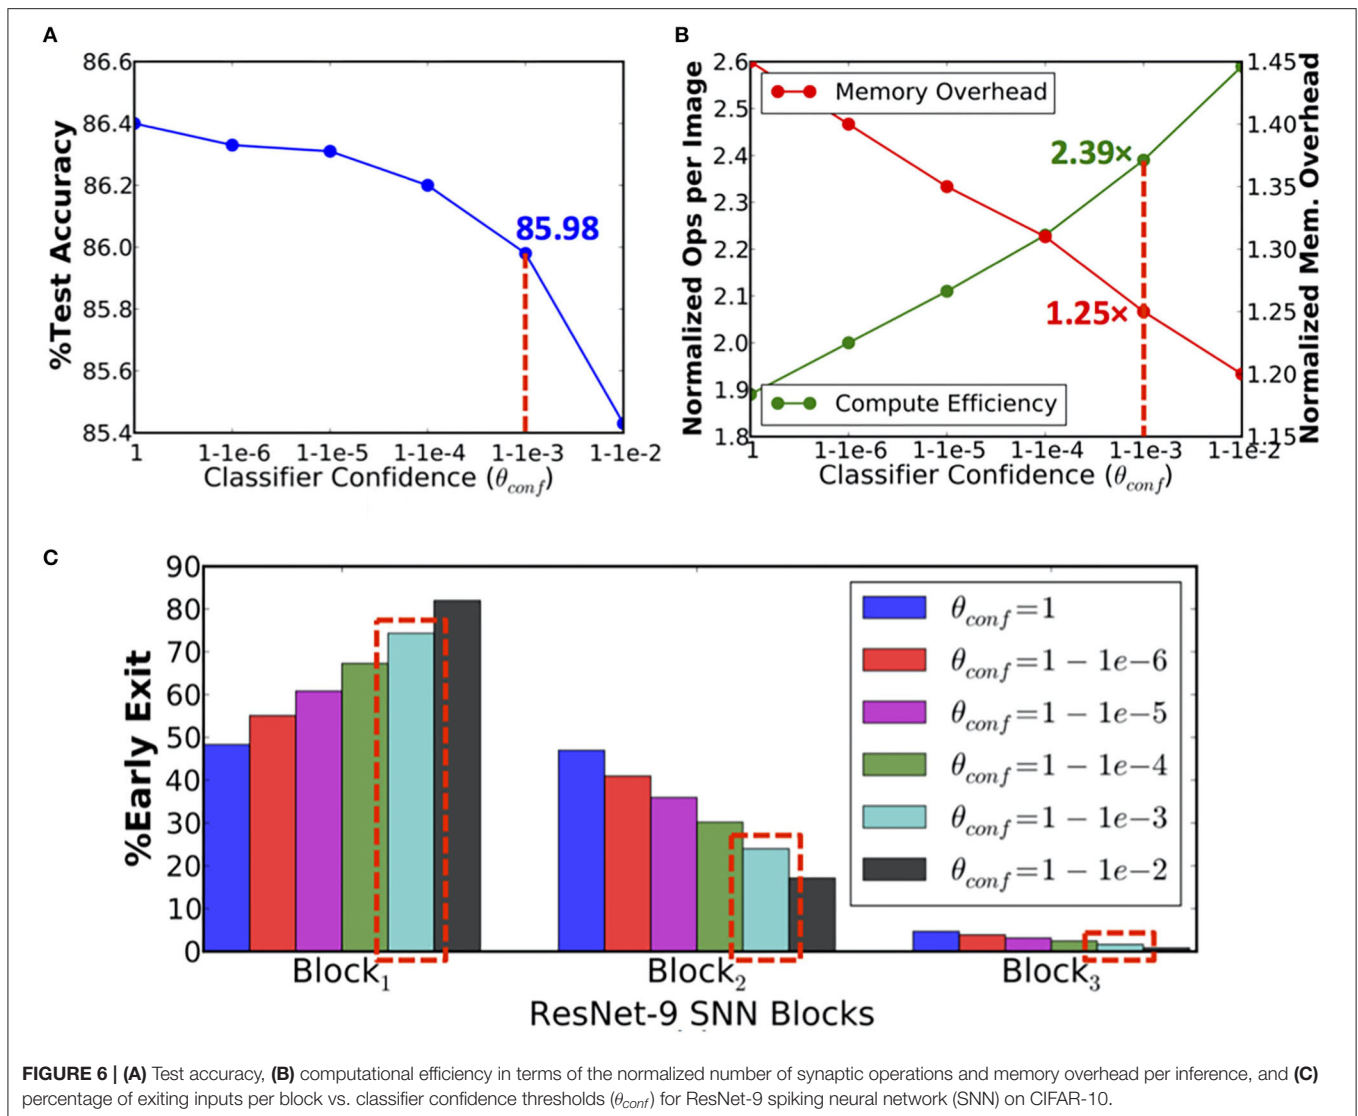 A
86.6
86.4
86.2
86.0
85.8
85.6
85.4
%Test Accuracy
85.98
1 1-1e-6 1-1e-5 1-1e-4 1-1e-3 1-1e-2
Classifier Confidence (θconf)
B
2.6
2.5
2.4
2.3
2.2
2.1
2.0
1.9
1.8
Normalized Ops per Image
Memory Overhead
2.39×
1.25×
Compute Efficiency
1.45
1.40
1.35
1.30
1.25
1.20
1.15
Normalized Mem. Overhead
1 1-1e-6 1-1e-5 1-1e-4 1-1e-3 1-1e-2
Classifier Confidence (θconf)
C
90
80
70
60
50
40
30
20
10
0
%Early Exit
θconf=1
θconf=1 − 1e−6
θconf=1 − 1e−5
θconf=1 − 1e−4
θconf=1 − 1e−3
θconf=1 − 1e−2
Block1 Block2 Block3
ResNet-9 SNN Blocks
FIGURE 6 | (A) Test accuracy, (B) computational efficiency in terms of the normalized number of synaptic operations and memory overhead per inference, and (C)
percentage of exiting inputs per block vs. classifier confidence thresholds (θconf) for ResNet-9 spiking neural network (SNN) on CIFAR-10.